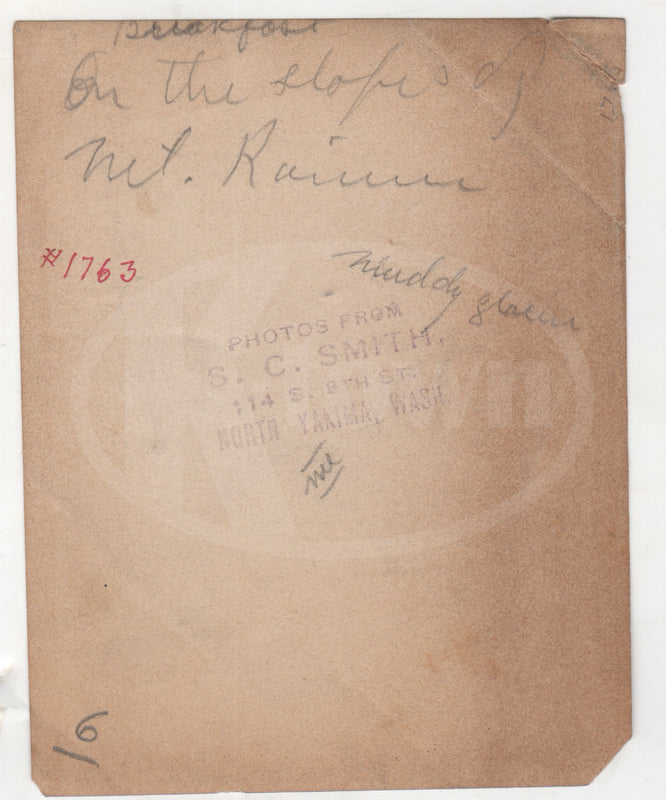 Breakfast
On the slopes of
Mt. Rainier
#1763
Muddy glacier
PHOTOS FROM
S. C. SMITH,
114 S. 8TH ST.
NORTH YAKIMA, WASH.
16